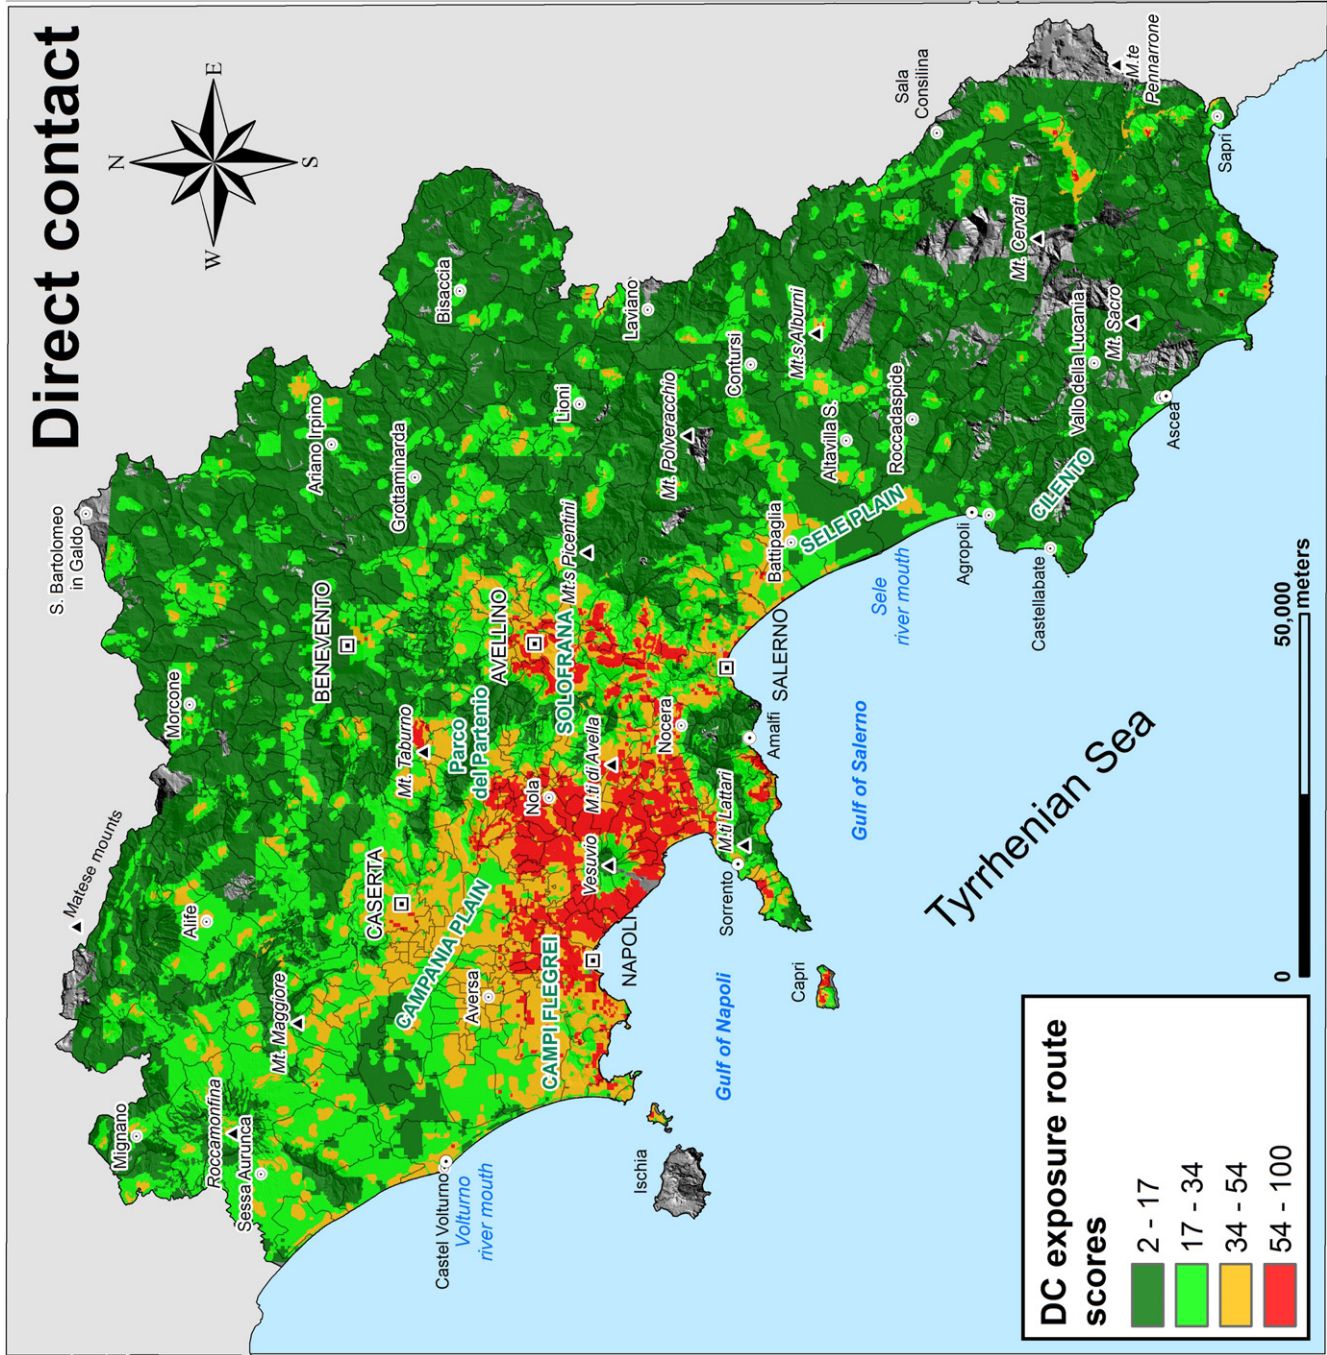 Direct contact
N
E
S
W
S. Bartolomeo
in Galdo
Matese mounts
Morcone
Ariano Irpino
Bisaccia
Mignano
Alife
BENEVENTO
Grottaminarda
Roccamonfina
Sessa Aurunca
Mt. Maggiore
CASERTA
Mt. Taburno
Parco
del Partenio
AVELLINO
Lioni
Laviano
CAMPANIA PLAIN
Aversa
Nola
SOLOFRANA
Mt.s Picentini
Mt. Polveracchio
Contursi
Sala
Consilina
Castel Volturno
Volturno
river mouth
CAMPI FLEGREI
Vesuvio
M.ti di Avella
Nocera
Battipaglia
Altavilla S.
Mt.s Alburni
NAPOLI
M.ti Lattari
SALERNO
SELE PLAIN
Roccadaspide
Mt. Cervati
M.te
Pennarrone
Ischia
Sorrento
Amalfi
Sele
river mouth
Agropoli
Vallo della Lucania
Mt. Sacro
Gulf of Napoli
Capri
Gulf of Salerno
Castellabate
CILENTO
Ascea
Sapri
Tyrrhenian Sea
DC exposure route
scores
2 - 17
17 - 34
34 - 54
54 - 100
0
50,000
meters